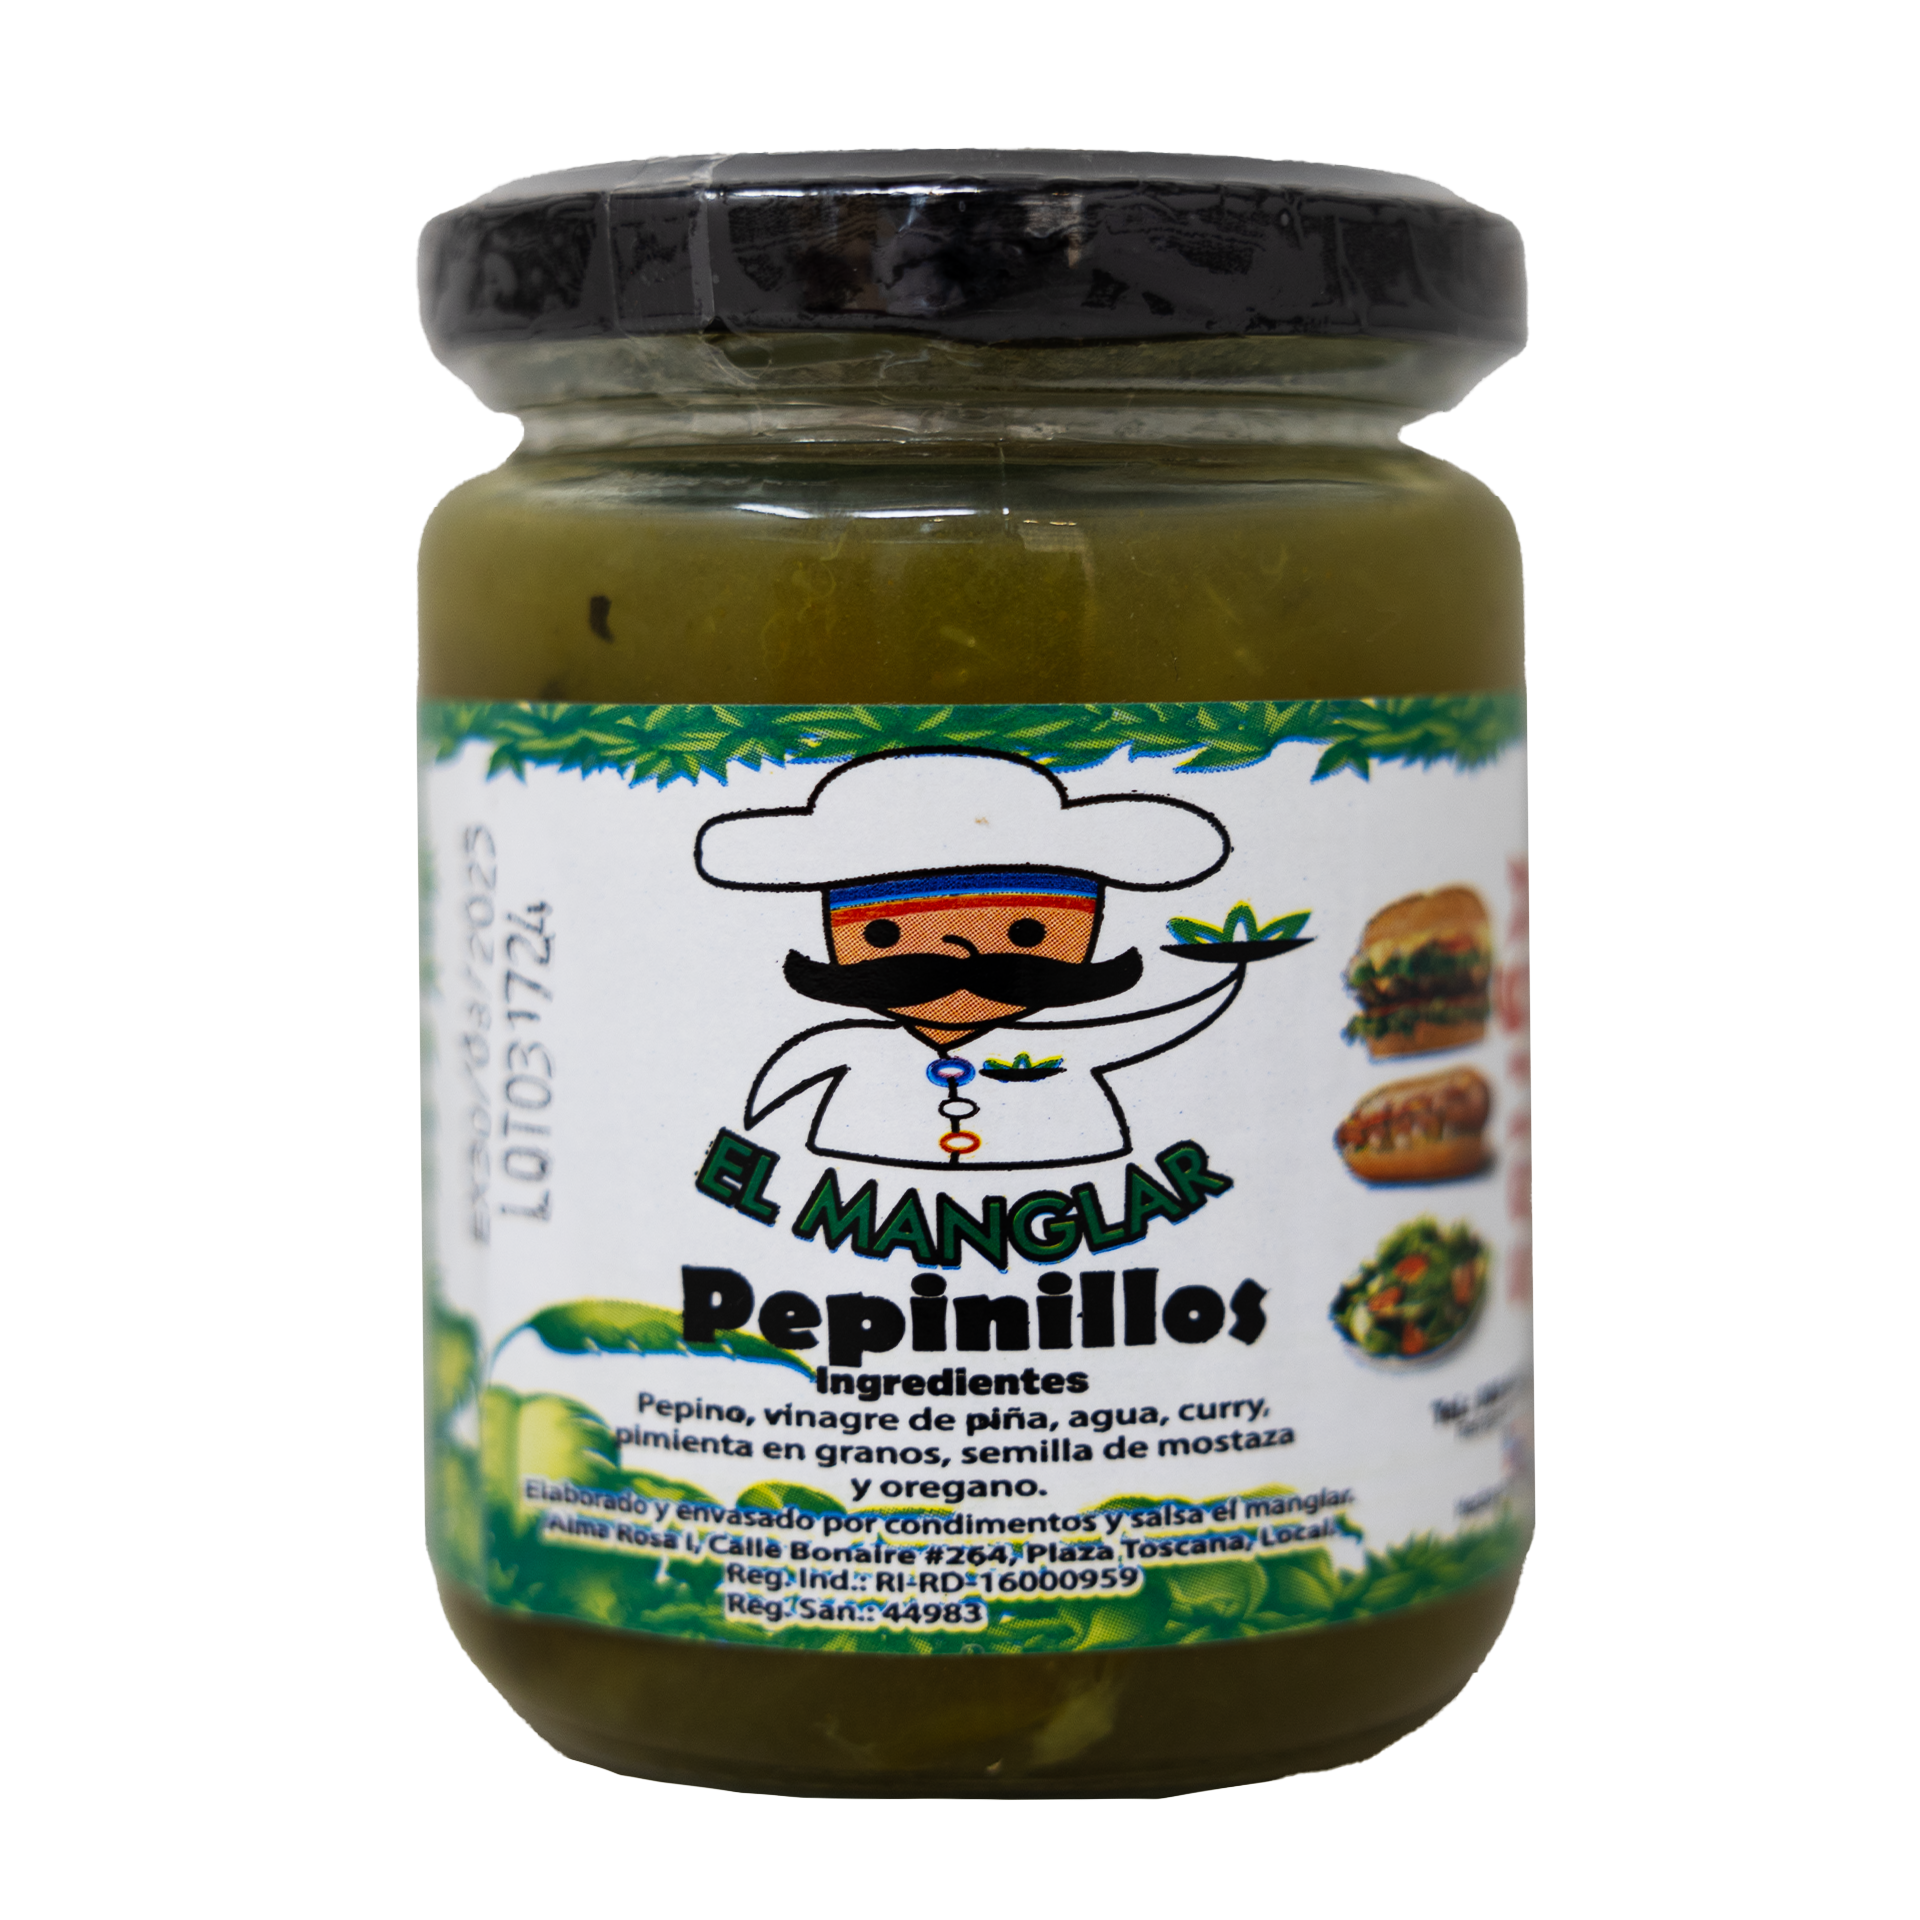 EX30/08/2025
LOT031724
EL MANGLAR
Pepinillos
Ingredientes
Pepino, vinagre de piña, agua, curry,
pimienta en granos, semilla de mostaza
y oregano.
Elaborado y envasado por condimentos y salsa el manglar.
Alma Rosa I, Calle Bonaire #264, Plaza Toscana, Local.
Reg. Ind.: RI-RD-16000959
Reg. San.: 44983